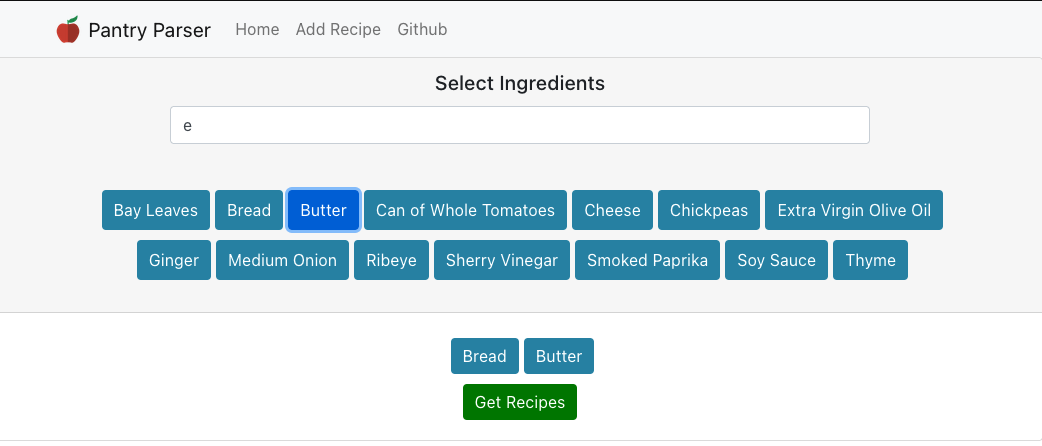 Pantry Parser Home Add Recipe Github
Select Ingredients
e
Bay Leaves Bread Butter Can of Whole Tomatoes Cheese Chickpeas Extra Virgin Olive Oil
Ginger Medium Onion Ribeye Sherry Vinegar Smoked Paprika Soy Sauce Thyme
Bread Butter
Get Recipes